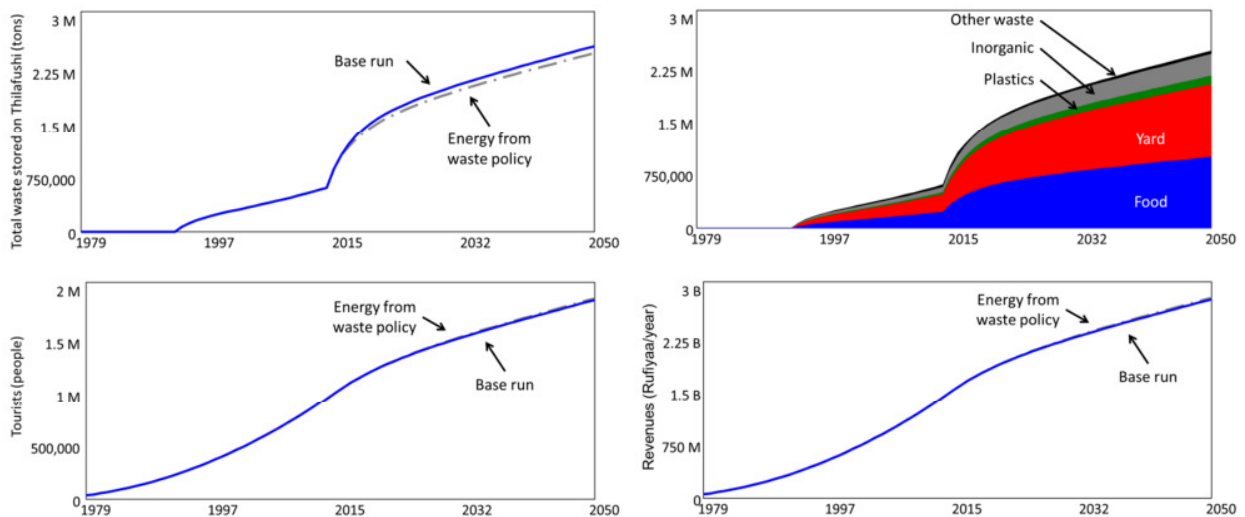 Total waste stored on Thilafushi (tons)
3 M
2.25 M
1.5 M
750,000
0
Base run
Energy from
waste policy
1979
1997
2015
2032
2050
3 M
2.25 M
1.5 M
750,000
0
Other waste
Inorganic
Plastics
Yard
Food
1979
1997
2015
2032
2050
Tourists (people)
2 M
1.5 M
1 M
500,000
0
Energy from
waste policy
Base run
1979
1997
2015
2032
2050
Revenues (Rufiyaa/year)
3 B
2.25 B
1.5 B
750 M
0
Energy from
waste policy
Base run
1979
1997
2015
2032
2050